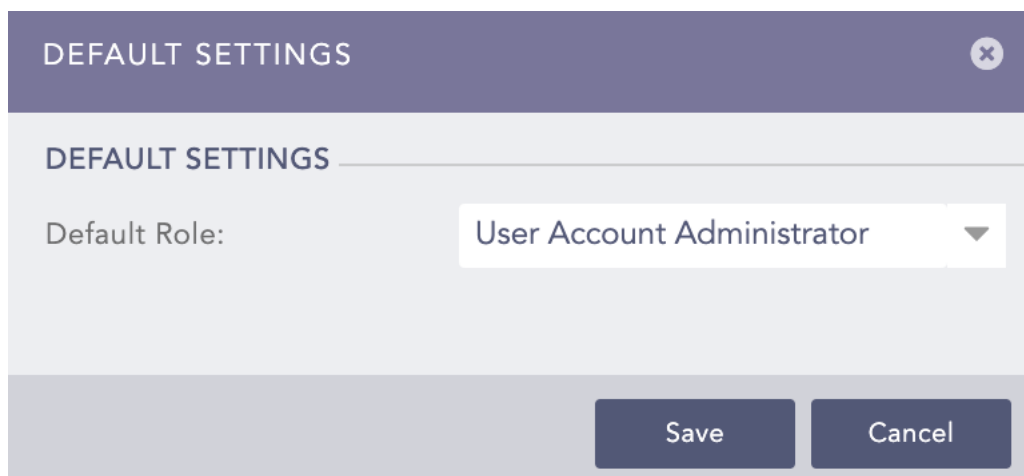 DEFAULT SETTINGS
DEFAULT SETTINGS
Default Role: User Account Administrator
Save Cancel